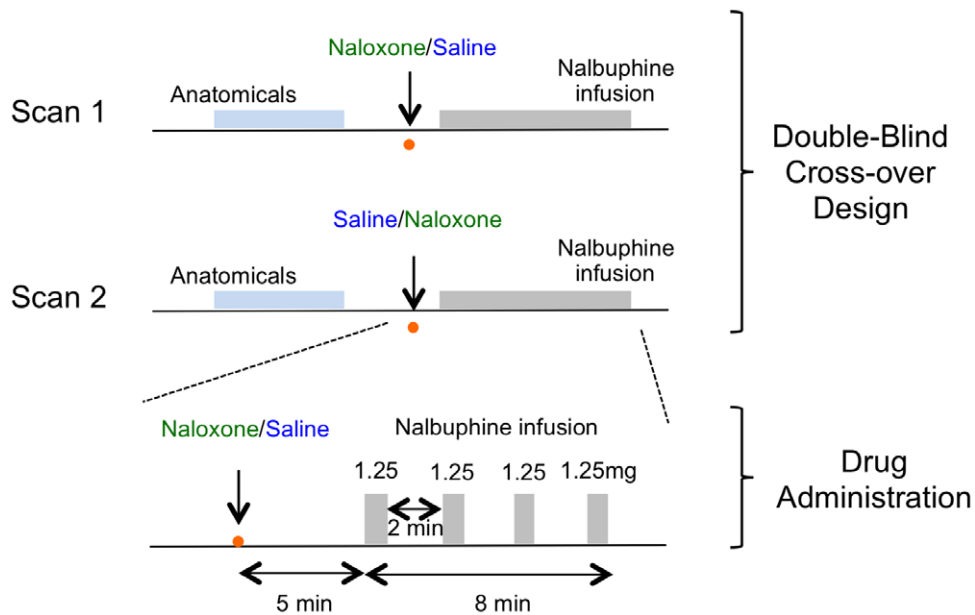 Naloxone/Saline
Scan 1
Anatomicals
Nalbuphine
infusion
Saline/Naloxone
Scan 2
Anatomicals
Nalbuphine
infusion
Double-Blind
Cross-over
Design
Naloxone/Saline
Nalbuphine infusion
1.25 1.25 1.25 1.25mg
2 min
5 min
8 min
Drug
Administration